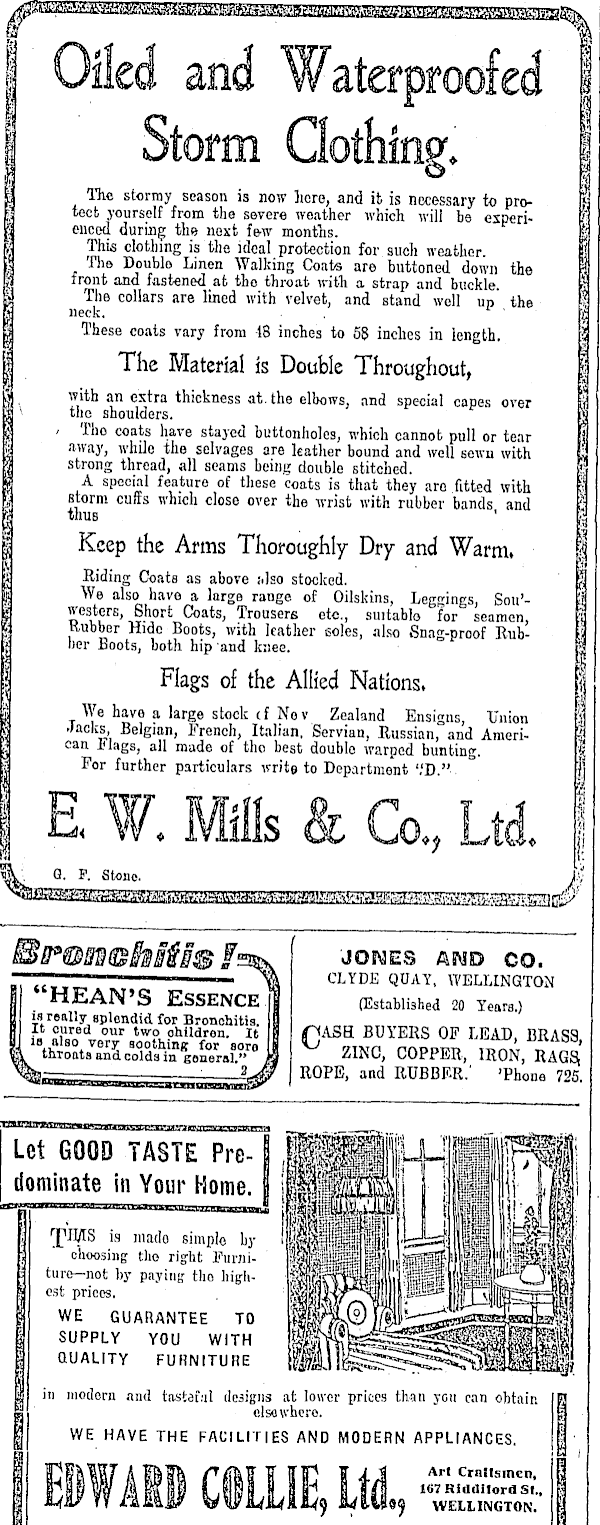 Oiled and Waterproofed
Storm Clothing.
The stormy season is now here, and it is necessary to pro-
tect yourself from the severe weather which will be experi-
enced during the next few months.
This clothing is the ideal protection for such weather.
The Double Linen Walking Coats are buttoned down the
front and fastened at the throat with a strap and buckle.
The collars are lined with velvet, and stand well up the
neck.
These coats vary from 48 inches to 58 inches in length.
The Material is Double Throughout,
with an extra thickness at the elbows, and special capes over
the shoulders.
The coats have stayed buttonholes, which cannot pull or tear
away, while the selvages are leather bound and well sewn with
strong thread, all seams being double stitched.
A special feature of these coats is that they are fitted with
storm cuffs which close over the wrist with rubber bands, and
thus
Keep the Arms Thoroughly Dry and Warm.
Riding Coats as above also stocked.
We also have a large range of Oilskins, Leggings, Sou'-
westers, Short Coats, Trousers etc., suitable for seamen,
Rubber Hide Boots, with leather soles, also Snag-proof Rub-
ber Boots, both hip and knee.
Flags of the Allied Nations.
We have a large stock of New Zealand Ensigns, Union
Jacks, Belgian, French, Italian, Servian, Russian, and Ameri-
can Flags, all made of the best double warped bunting.
For further particulars write to Department "D."
E. W. Mills & Co., Ltd.
G. F. Stone.
Bronchitis!
"HEAN'S ESSENCE
is really splendid for Bronchitis.
It cured our two children. It
is also very soothing for sore
throats and colds in general."
2
JONES AND CO.
CLYDE QUAY, WELLINGTON
(Established 20 Years.)
CASH BUYERS OF LEAD, BRASS,
ZINC, COPPER, IRON, RAGS,
ROPE, and RUBBER. 'Phone 725.
Let GOOD TASTE Pre-
dominate in Your Home.
THIS is made simple by
choosing the right Furni-
ture—not by paying the high-
est prices.
WE GUARANTEE TO
SUPPLY YOU WITH
QUALITY FURNITURE
in modern and tasteful designs at lower prices than you can obtain
elsewhere.
WE HAVE THE FACILITIES AND MODERN APPLIANCES.
EDWARD COLLIE, Ltd.,
Art Craftsmen,
167 Riddiford St.,
WELLINGTON.